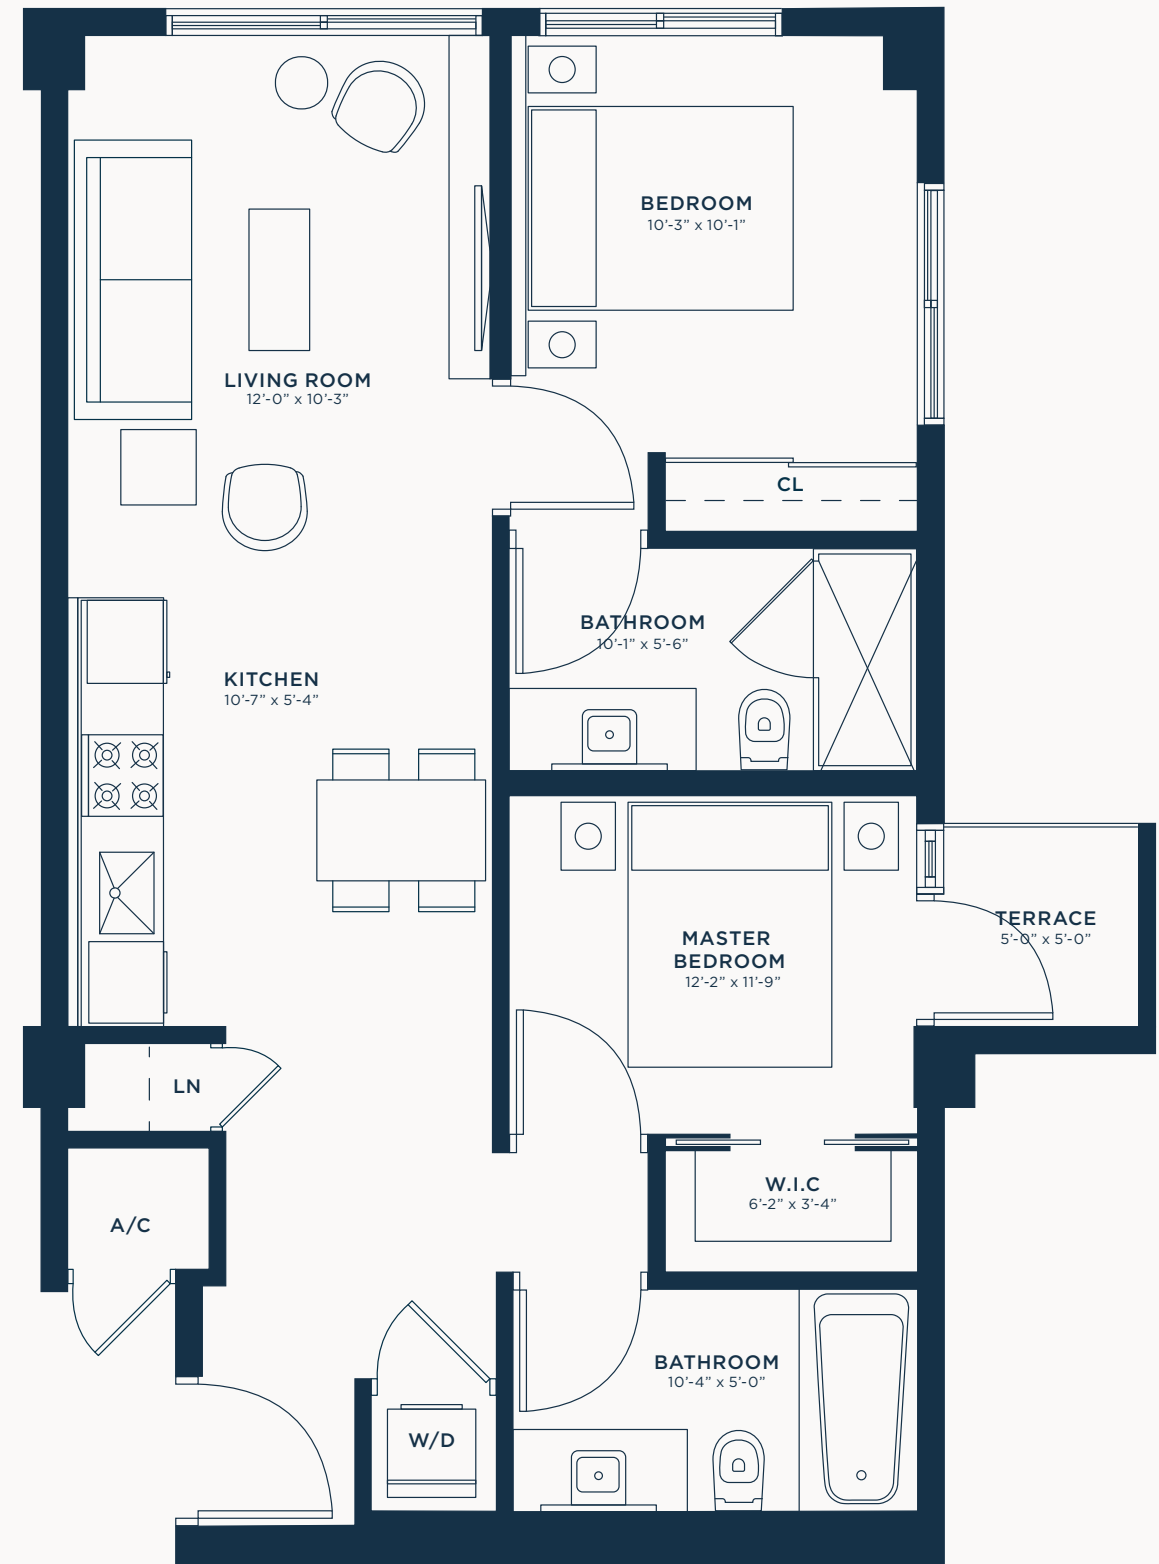 BEDROOM
10’-3” x 10’-1”
LIVING ROOM
12’-0” x 10’-3”
CL
BATHROOM
10’-1” x 5’-6”
KITCHEN
10’-7” x 5’-4”
TERRACE
5’-0” x 5’-0”
MASTER
BEDROOM
12’-2” x 11’-9”
LN
W.I.C
6’-2” x 3’-4”
A/C
BATHROOM
10’-4” x 5’-0”
W/D